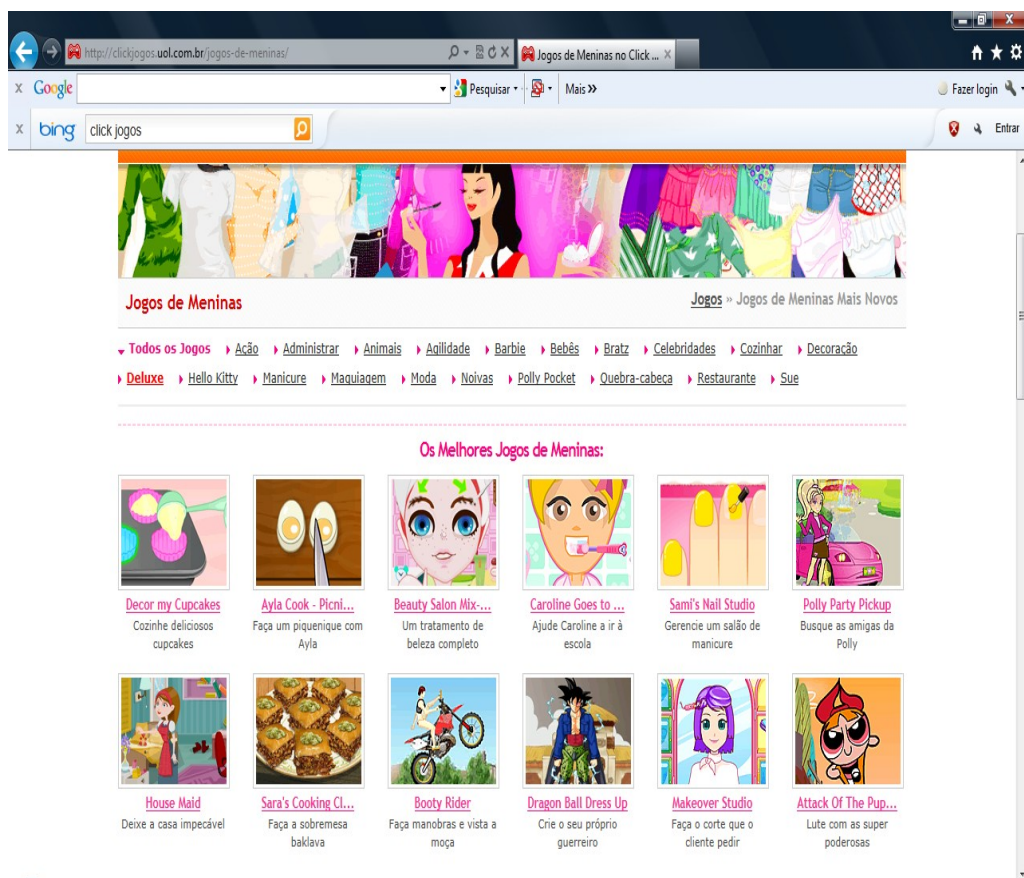 http://clickjogos.uol.com.br/jogos-de-meninas/
Jogos de Meninas no Click ...
X Google Pesquisar Mais » Fazer login
x bing click jogos Entrar
Jogos de Meninas
Jogos » Jogos de Meninas Mais Novos
Todos os Jogos Ação Administrar Animais Agilidade Barbie Bebês Bratz Celebridades Cozinhar Decoração
Deluxe Hello Kitty Manicure Maquiagem Moda Noivas Polly Pocket Quebra-cabeça Restaurante Sue
Os Melhores Jogos de Meninas:
Decor my Cupcakes
Cozinhe deliciosos
cupcakes
Ayla Cook - Picni...
Faça um piquenique com
Ayla
Beauty Salon Mix-...
Um tratamento de
beleza completo
Caroline Goes to ...
Ajude Caroline a ir à
escola
Sami's Nail Studio
Gerencie um salão de
manicure
Polly Party Pickup
Busque as amigas da
Polly
House Maid
Deixe a casa impecável
Sara's Cooking Cl...
Faça a sobremesa
baklava
Booty Rider
Faça manobras e vista a
moça
Dragon Ball Dress Up
Crie o seu próprio
guerreiro
Makeover Studio
Faça o corte que o
cliente pedir
Attack Of The Pup...
Lute com as super
poderosas